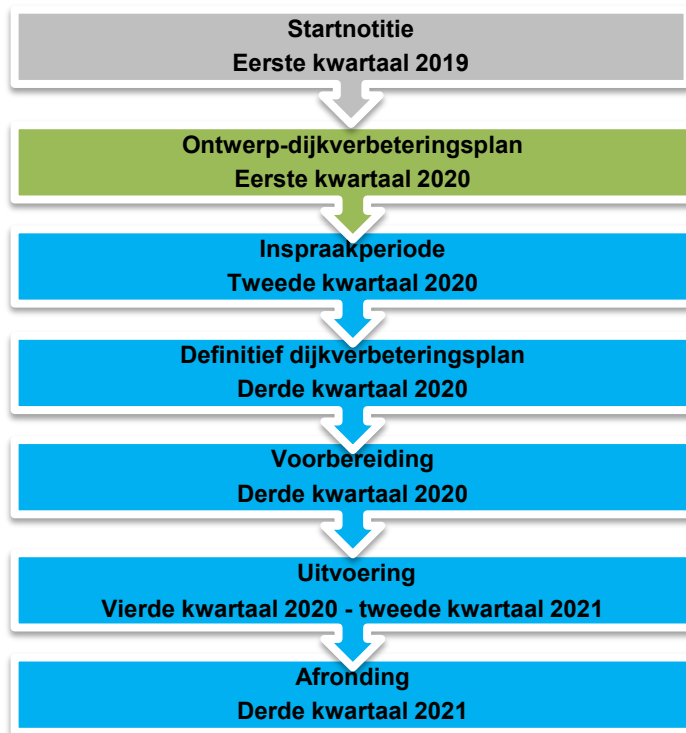 Startnotitie
Eerste kwartaal 2019
Ontwerp-dijkverbeteringsplan
Eerste kwartaal 2020
Inspraakperiode
Tweede kwartaal 2020
Definitief dijkverbeteringsplan
Derde kwartaal 2020
Voorbereiding
Derde kwartaal 2020
Uitvoering
Vierde kwartaal 2020 - tweede kwartaal 2021
Afronding
Derde kwartaal 2021